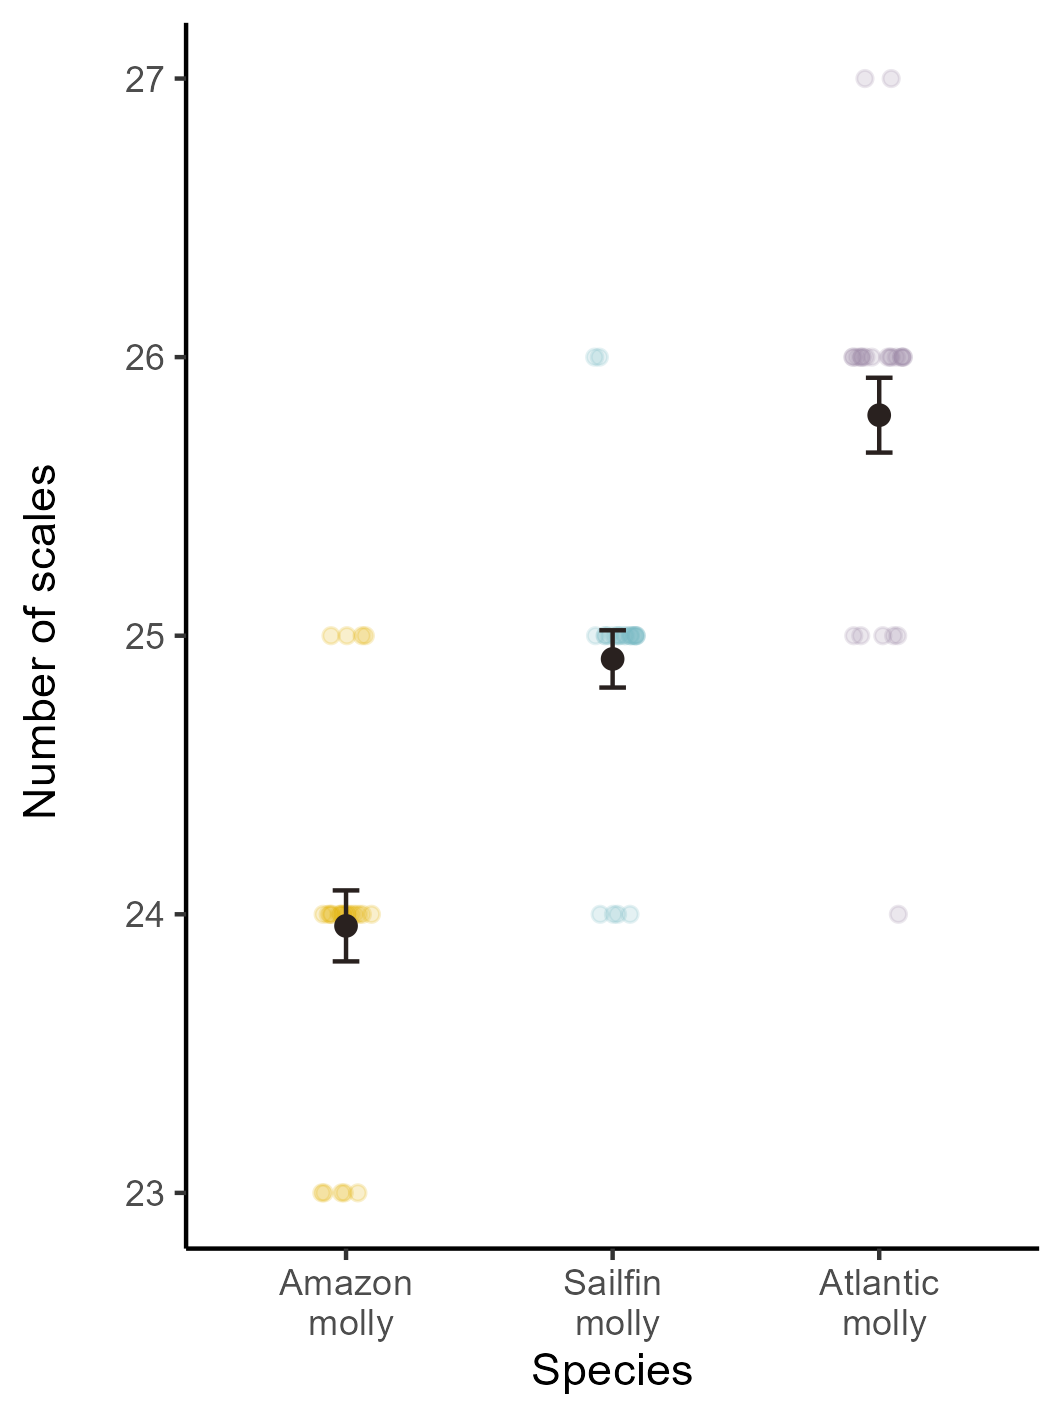 27
26
25
24
23
Number of scales
Amazon
molly
Sailfin
molly
Atlantic
molly
Species